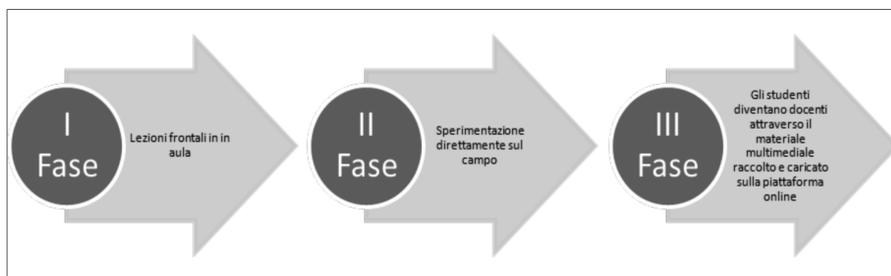 I
Fase
Lezioni frontali in in
aula
II
Fase
Sperimentazione
direttamente sul
campo
III
Fase
Gli studenti
diventano docenti
attraverso il
materiale
multimediale
raccolto e caricato
sulla piattaforma
online